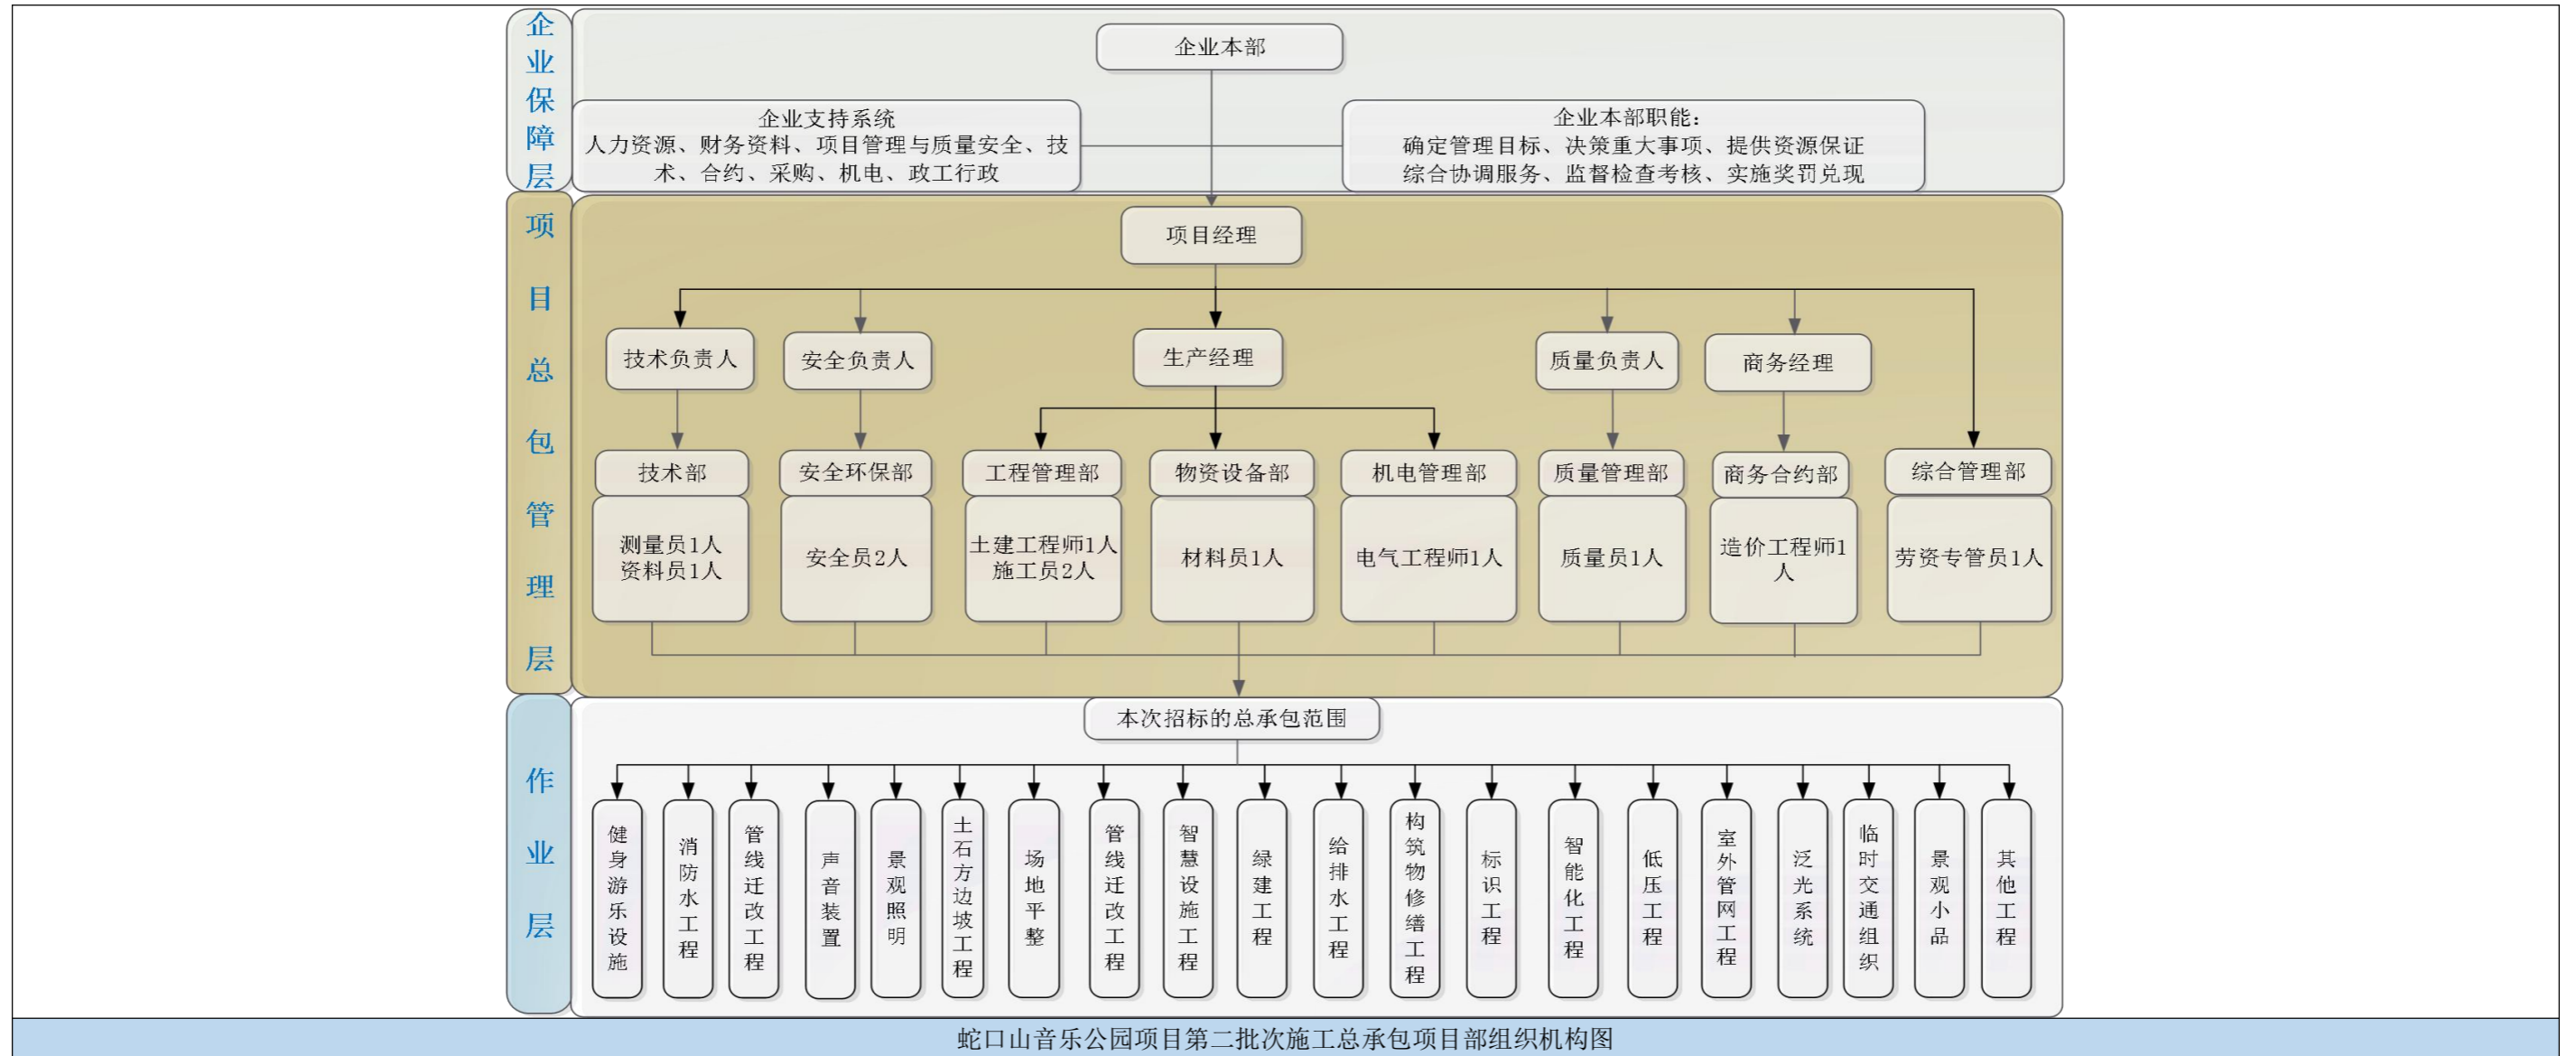 企业保障层
企业本部
企业支持系统
人力资源、财务资料、项目管理与质量安全、技
术、合约、采购、机电、政工行政
企业本部职能：
确定管理目标、决策重大事项、提供资源保证
综合协调服务、监督检查考核、实施奖罚兑现
项目总包管理层
项目经理
技术负责人
安全负责人
生产经理
质量负责人
商务经理
技术部
安全环保部
工程管理部
物资设备部
机电管理部
质量管理部
商务合约部
综合管理部
测量员1人
资料员1人
安全员2人
土建工程师1人
施工员2人
材料员1人
电气工程师1人
质量员1人
造价工程师1
人
劳资专管员1人
作业层
本次招标的总承包范围
健身游乐设施
消防水工程
管线迁改工程
声音装置
景观照明
土石方边坡工程
场地平整
管线迁改工程
智慧设施工程
绿建工程
给排水工程
构筑物修缮工程
标识工程
智能化工程
低压工程
室外管网工程
泛光系统
临时交通组织
景观小品
其他工程
蛇口山音乐公园项目第二批次施工总承包项目部组织机构图